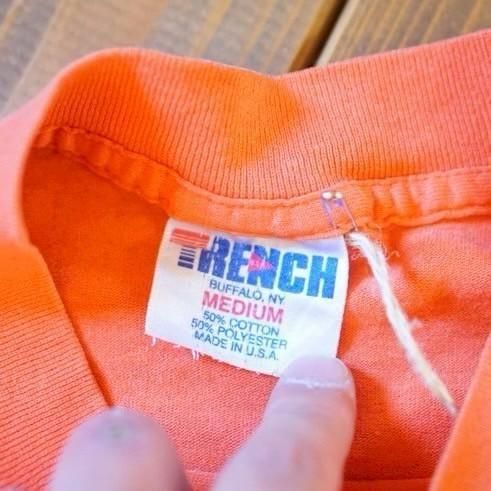 TRENCH
BUFFALO, NY
MEDIUM
50% COTTON
50% POLYESTER
MADE IN U.S.A.